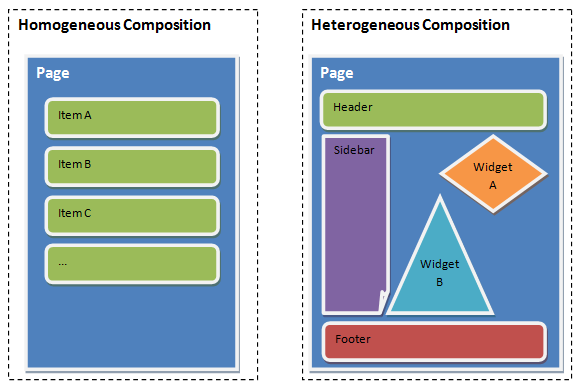 Homogeneous Composition
Page
Item A
Item B
Item C
...
Heterogeneous Composition
Page
Header
Sidebar
Widget
A
Widget
B
Footer